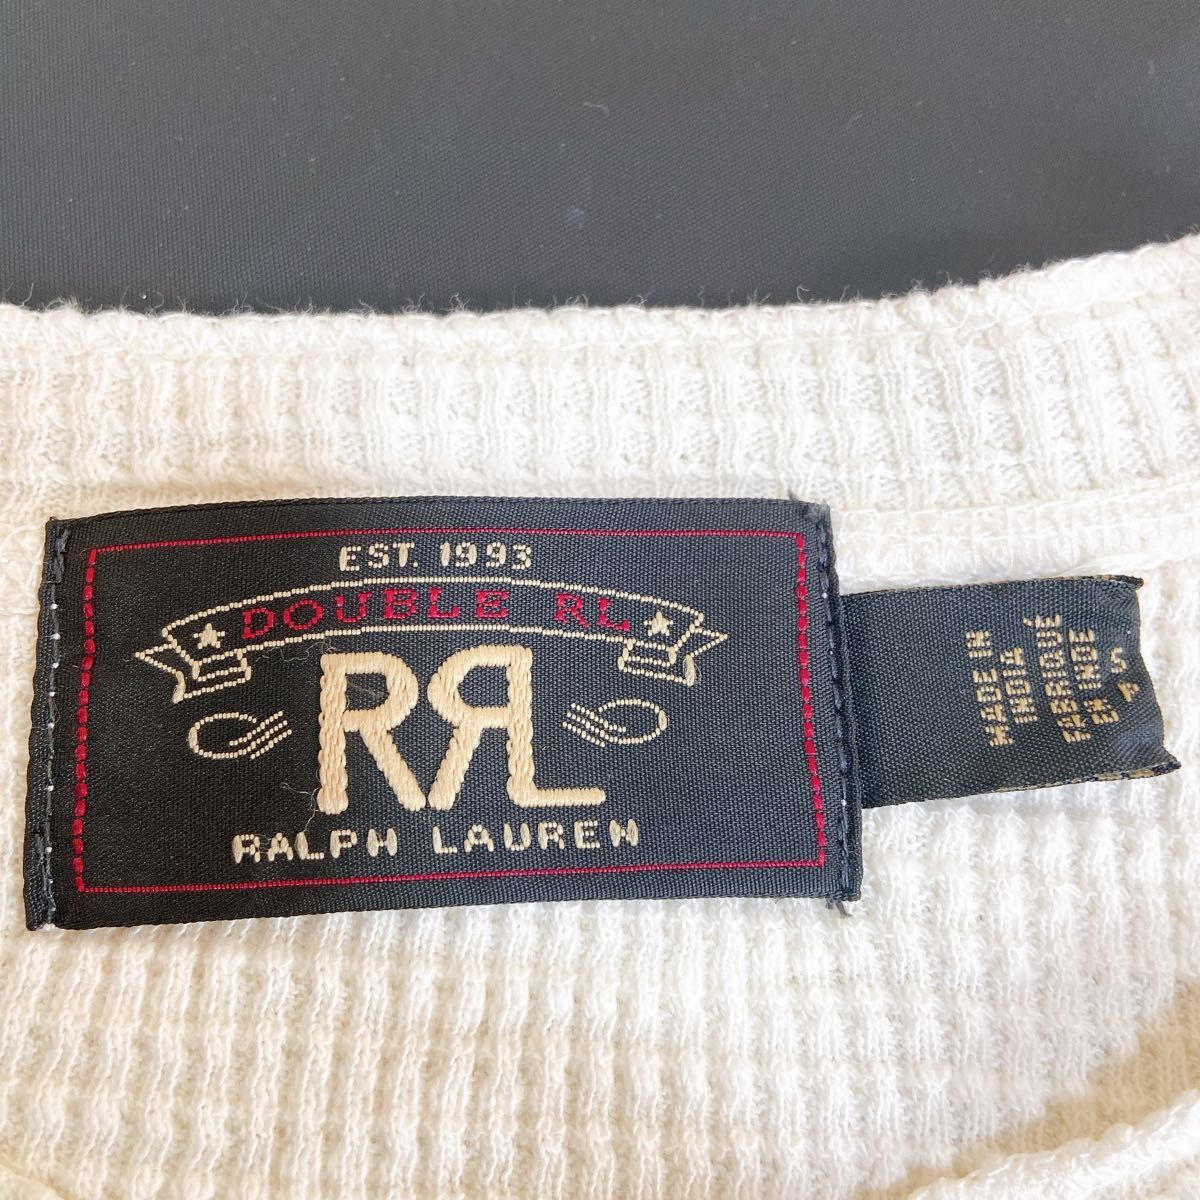 EST. 1993
DOUBLE RL
RRL
RALPH LAUREN
MADE IN
INDIA
FABRIQUÉ
EN INDE
S